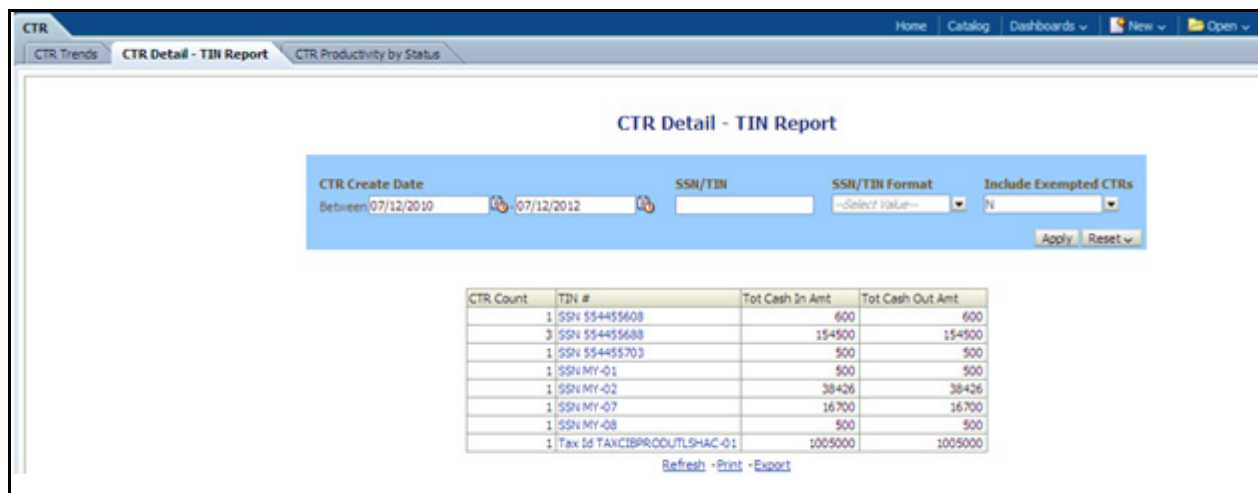 CTR Home Catalog Dashboards New Open
CTR Trends CTR Detail - TIN Report CTR Productivity by Status
CTR Detail - TIN Report
CTR Create Date SSN/TIN SSN/TIN Format Include Exempted CTRs
Between 07/12/2010 - 07/12/2012 --Select Value-- N
Apply Reset
CTR Count TIN # Tot Cash In Amt Tot Cash Out Amt
1 SSN 554455608 600 600
3 SSN 554455688 154500 154500
1 SSN 554455703 500 500
1 SSN MY-01 500 500
1 SSN MY-02 38426 38426
1 SSN MY-07 16700 16700
1 SSN MY-08 500 500
1 Tax Id TAXCIBPRODUTLSHAC-01 1005000 1005000
Refresh - Print - Export